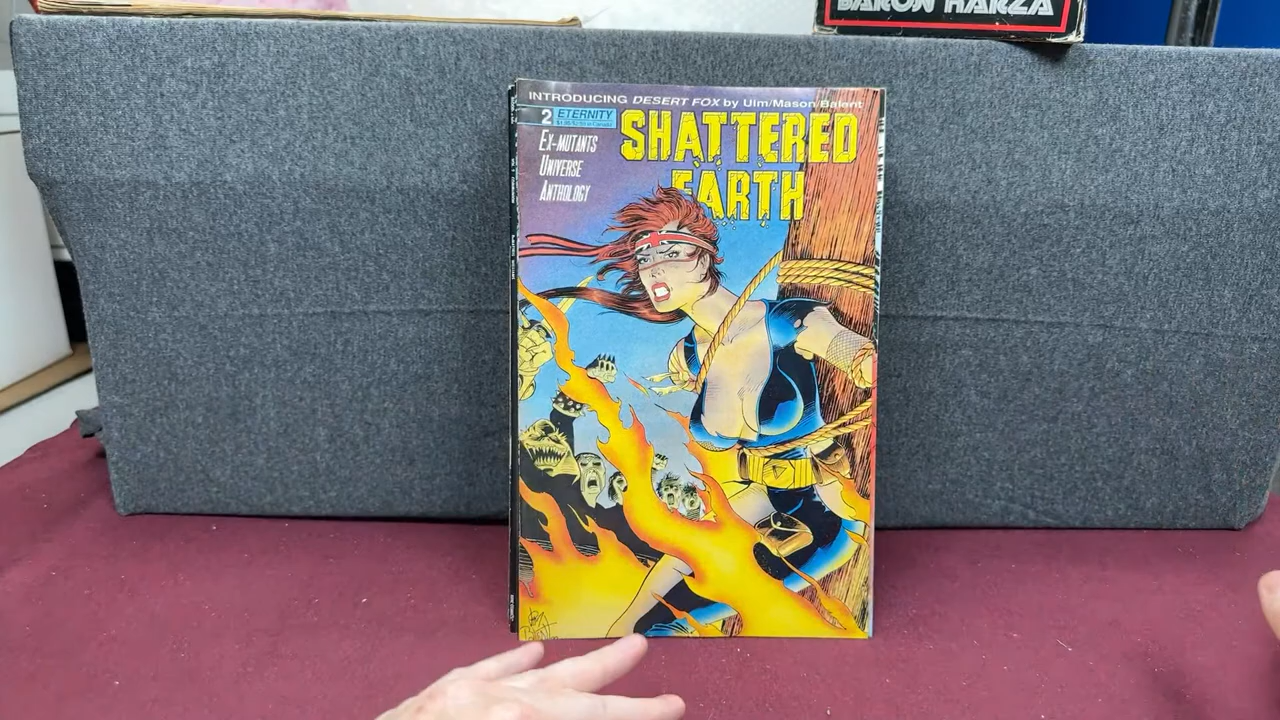 BARON KARZA
INTRODUCING DESERT FOX by Ulm/Mason/Balent
2 ETERNITY
SHATTERED
EARTH
EX-MUTANTS
UNIVERSE
ANTHOLOGY